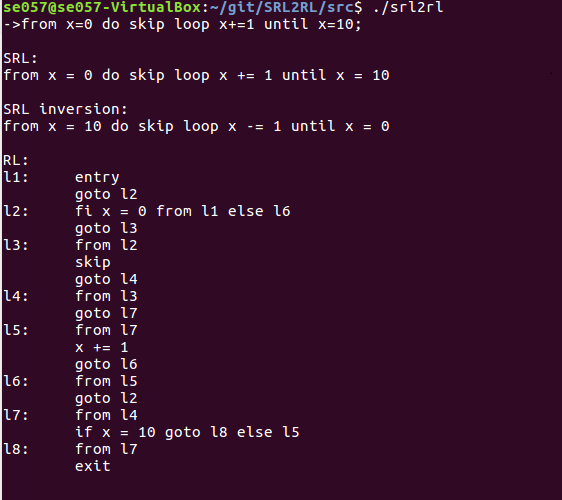 se057@se057-VirtualBox:~/git/SRL2RL/src$ ./srl2rl
->from x=0 do skip loop x+=1 until x=10;
SRL:
from x = 0 do skip loop x += 1 until x = 10
SRL inversion:
from x = 10 do skip loop x -= 1 until x = 0
RL:
l1: entry
goto l2
l2: fi x = 0 from l1 else l6
goto l3
l3: from l2
skip
goto l4
l4: from l3
goto l7
l5: from l7
x += 1
goto l6
l6: from l5
goto l2
l7: from l4
if x = 10 goto l8 else l5
l8: from l7
exit